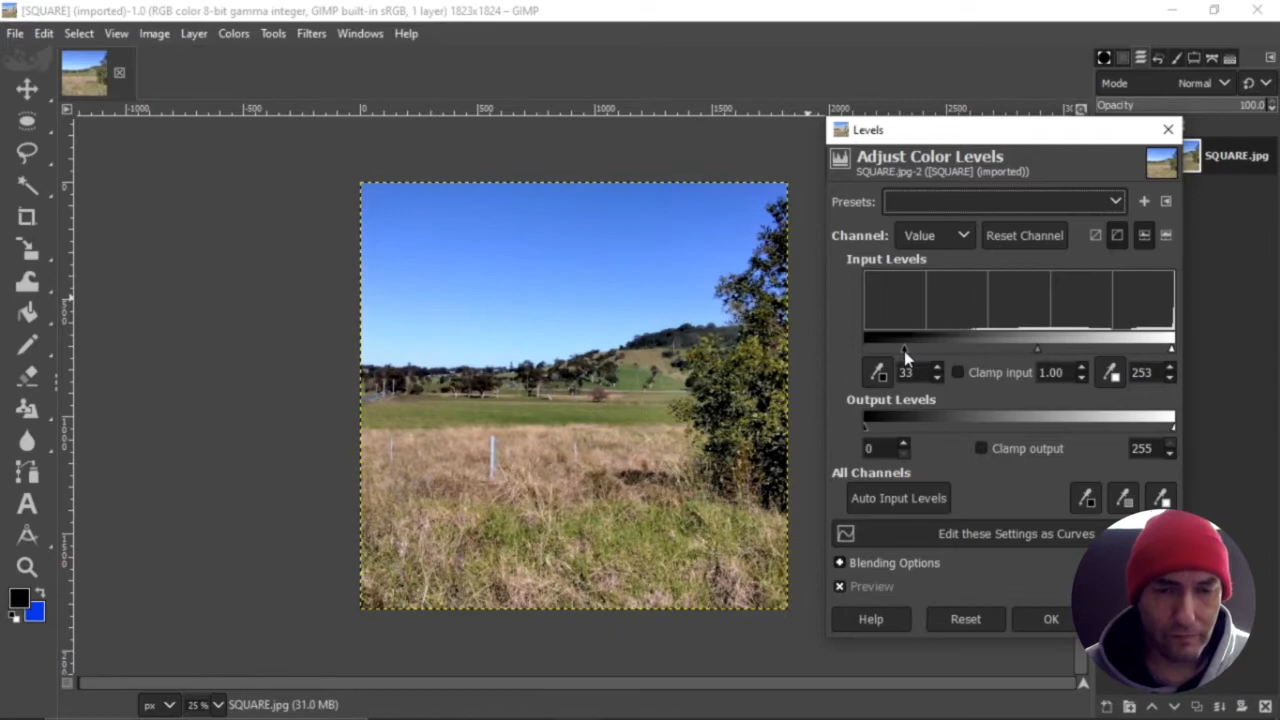 [SQUARE] (imported)-1.0 (RGB color 8-bit gamma integer, GIMP built-in sRGB, 1 layer) 1823x1824 – GIMP
File Edit Select View Image Layer Colors Tools Filters Windows Help
Mode Normal
Opacity 100.0
-1000 -500 0 500 1000 1500 2000 2500
Levels
Adjust Color Levels
SQUARE.jpg-2 ([SQUARE] (imported))
SQUARE.jpg
Presets:
Channel: Value Reset Channel
Input Levels
33 Clamp input 1.00 253
Output Levels
0 Clamp output 255
All Channels
Auto Input Levels
Edit these Settings as Curves
Blending Options
Preview
Help Reset OK
px 25 % SQUARE.jpg (31.0 MB)